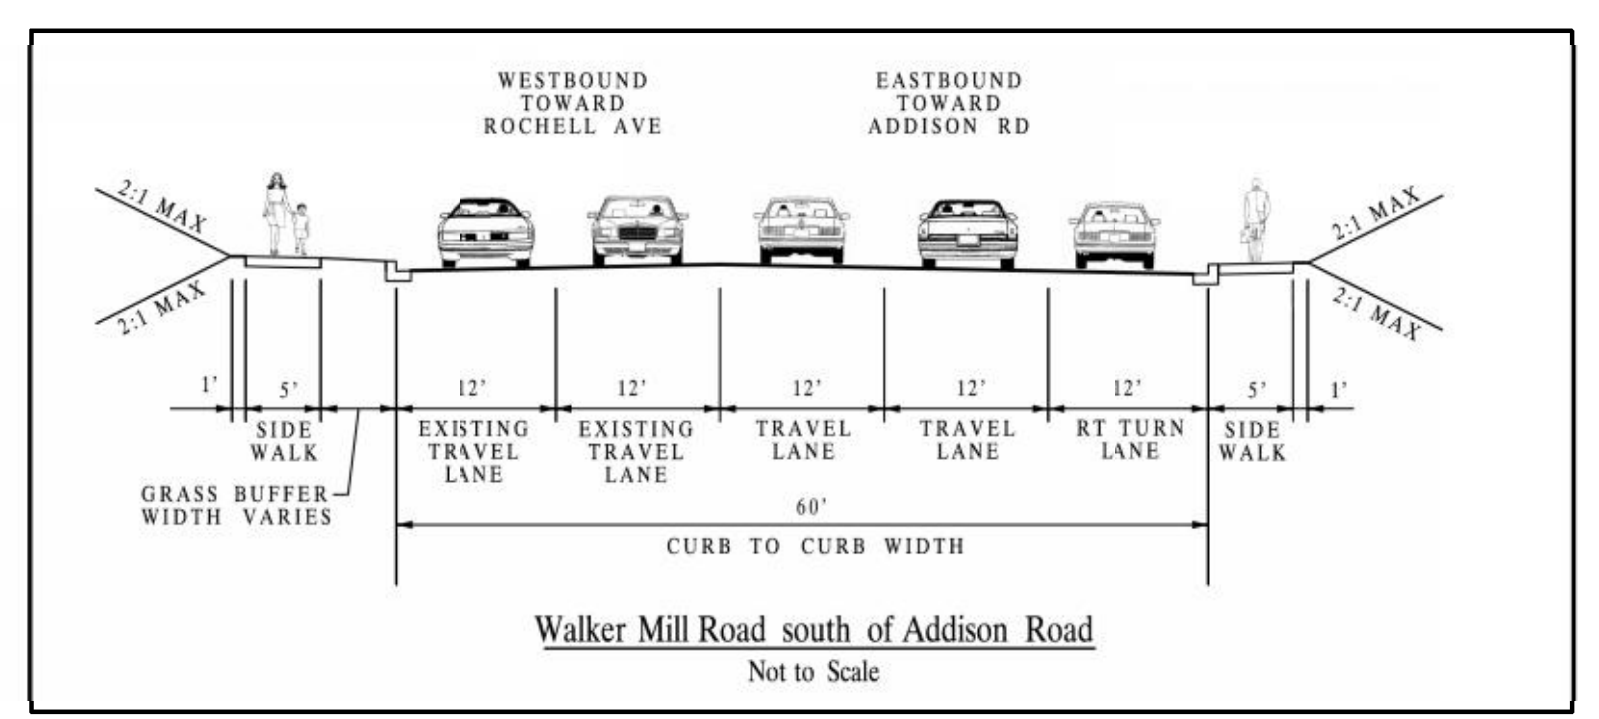 WESTBOUND
TOWARD
ROCHELL AVE
EASTBOUND
TOWARD
ADDISON RD
2:1 MAX
2:1 MAX
2:1 MAX
2:1 MAX
1'
5'
12'
12'
12'
12'
12'
5'
1'
SIDE
WALK
EXISTING
TRAVEL
LANE
EXISTING
TRAVEL
LANE
TRAVEL
LANE
TRAVEL
LANE
RT TURN
LANE
SIDE
WALK
GRASS BUFFER
WIDTH VARIES
60'
CURB TO CURB WIDTH
Walker Mill Road south of Addison Road
Not to Scale